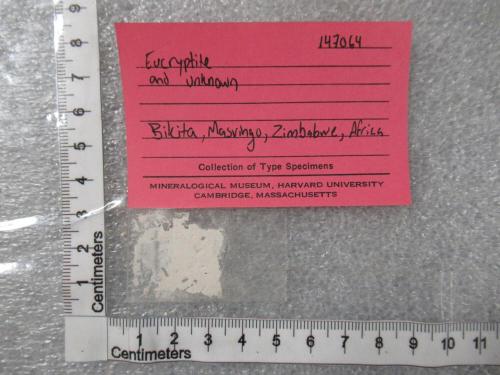 147064
Eucryptite
and unknown
Bikita, Masvingo, Zimbabwe, Africa
Collection of Type Specimens
MINERALOGICAL MUSEUM, HARVARD UNIVERSITY
CAMBRIDGE, MASSACHUSETTS
9
8
7
6
5
4
3
2
1
Centimeters
1 2 3 4 5 6 7 8 9 10 11
Centimeters